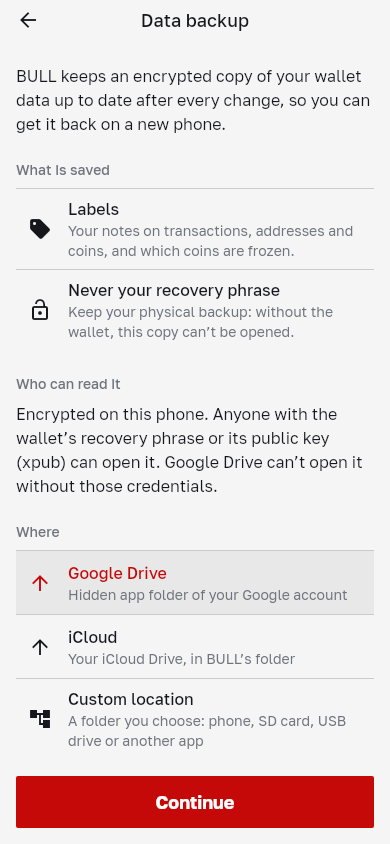 Data backup
BULL keeps an encrypted copy of your wallet
data up to date after every change, so you can
get it back on a new phone.
What is saved
Labels
Your notes on transactions, addresses and
coins, and which coins are frozen.
Never your recovery phrase
Keep your physical backup: without the
wallet, this copy can’t be opened.
Who can read it
Encrypted on this phone. Anyone with the
wallet’s recovery phrase or its public key
(xpub) can open it. Google Drive can’t open it
without those credentials.
Where
Google Drive
Hidden app folder of your Google account
iCloud
Your iCloud Drive, in BULL’s folder
Custom location
A folder you choose: phone, SD card, USB
drive or another app
Continue